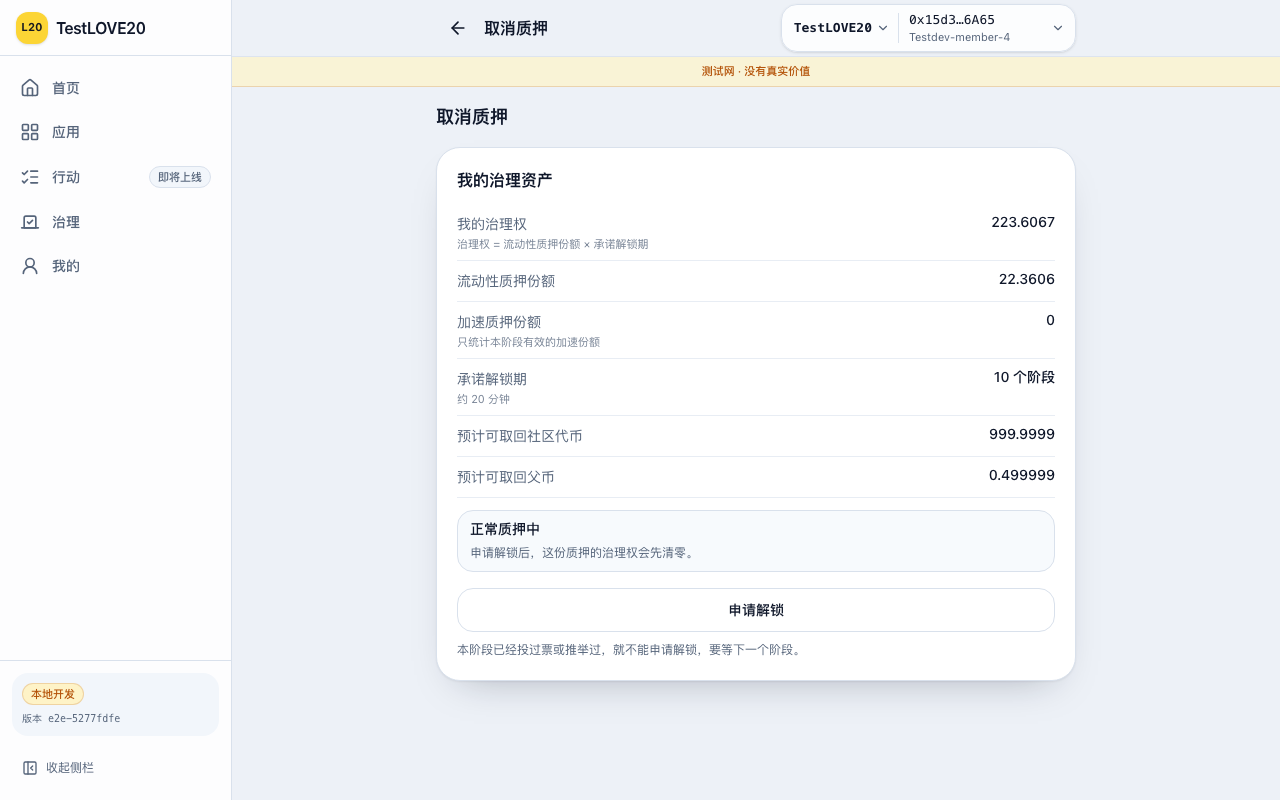 L20 TestLOVE20
首页
应用
行动 即将上线
治理
我的
本地开发
版本 e2e-5277fdfe
收起侧栏
取消质押
TestLOVE20
0x15d3…6A65
Testdev-member-4
测试网 · 没有真实价值
取消质押
我的治理资产
我的治理权 223.6067
治理权 = 流动性质押份额 × 承诺解锁期
流动性质押份额 22.3606
加速质押份额 0
只统计本阶段有效的加速份额
承诺解锁期 10 个阶段
约 20 分钟
预计可取回社区代币 999.9999
预计可取回父币 0.499999
正常质押中
申请解锁后，这份质押的治理权会先清零。
申请解锁
本阶段已经投过票或推举过，就不能申请解锁，要等下一个阶段。